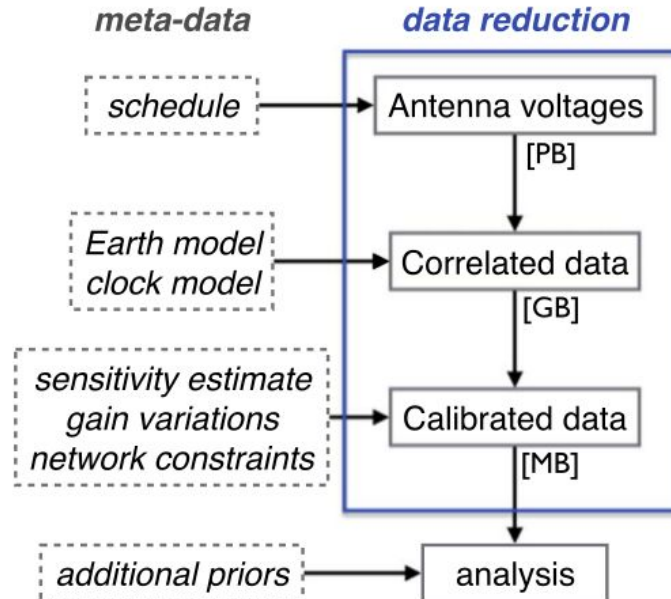 meta-data
data reduction
schedule
Antenna voltages
[PB]
Earth model
clock model
Correlated data
[GB]
sensitivity estimate
gain variations
network constraints
Calibrated data
[MB]
additional priors
analysis